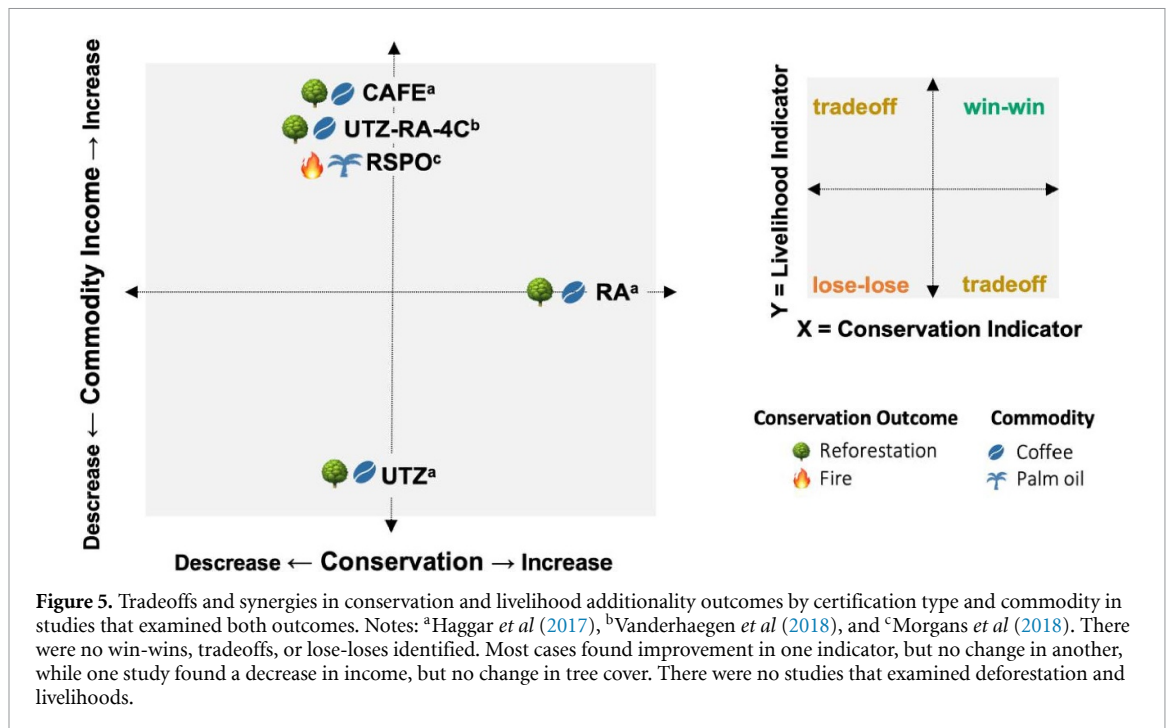 Descrease ← Commodity Income → Increase
CAFEᵃ
UTZ-RA-4Cᵇ
RSPOᶜ
RAᵃ
UTZᵃ
Descrease ← Conservation → Increase
Y = Livelihood Indicator
tradeoff win-win
lose-lose tradeoff
X = Conservation Indicator
Conservation Outcome Commodity
Reforestation Coffee
Fire Palm oil
Figure 5. Tradeoffs and synergies in conservation and livelihood additionality outcomes by certification type and commodity in
studies that examined both outcomes. Notes: ᵃHaggar et al (2017), ᵇVanderhaegen et al (2018), and ᶜMorgans et al (2018). There
were no win-wins, tradeoffs, or lose-loses identified. Most cases found improvement in one indicator, but no change in another,
while one study found a decrease in income, but no change in tree cover. There were no studies that examined deforestation and
livelihoods.